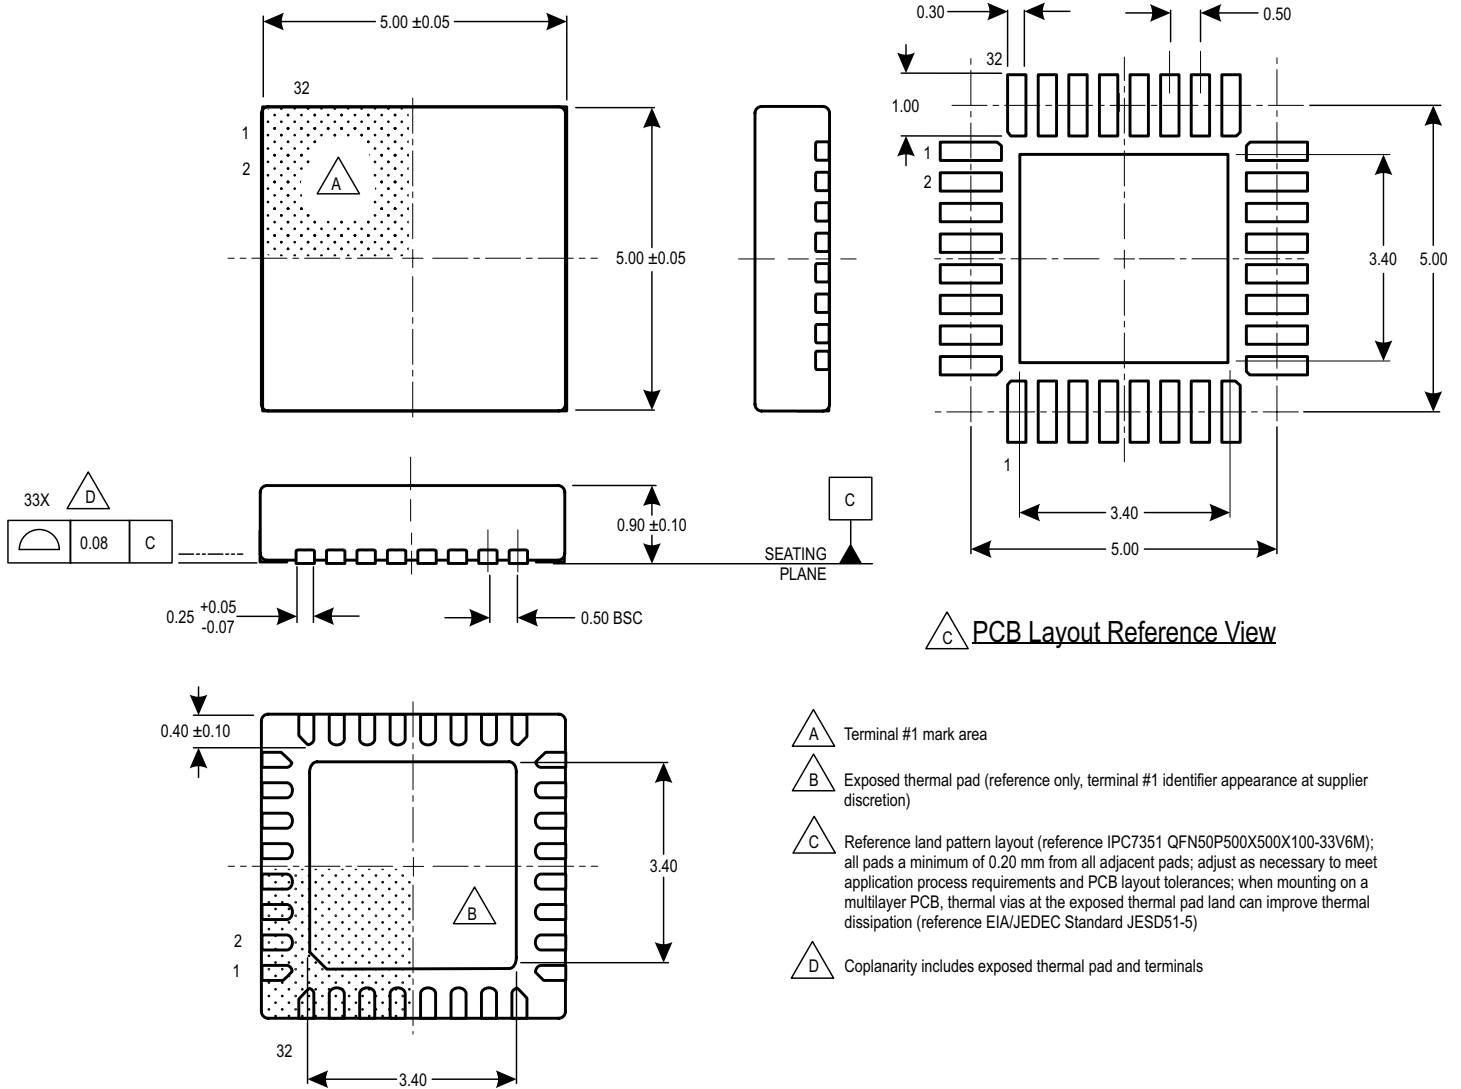 5.00 ±0.05
32
1
2
A
5.00 ±0.05
0.30
0.50
32
1.00
1
2
3.40
5.00
1
3.40
5.00
33X
D
0.08
C
0.90 ±0.10
C
SEATING
PLANE
0.25 +0.05
-0.07
0.50 BSC
C PCB Layout Reference View
0.40 ±0.10
3.40
B
2
1
32
3.40
A Terminal #1 mark area
B Exposed thermal pad (reference only, terminal #1 identifier appearance at supplier
discretion)
C Reference land pattern layout (reference IPC7351 QFN50P500X500X100-33V6M);
all pads a minimum of 0.20 mm from all adjacent pads; adjust as necessary to meet
application process requirements and PCB layout tolerances; when mounting on a
multilayer PCB, thermal vias at the exposed thermal pad land can improve thermal
dissipation (reference EIA/JEDEC Standard JESD51-5)
D Coplanarity includes exposed thermal pad and terminals